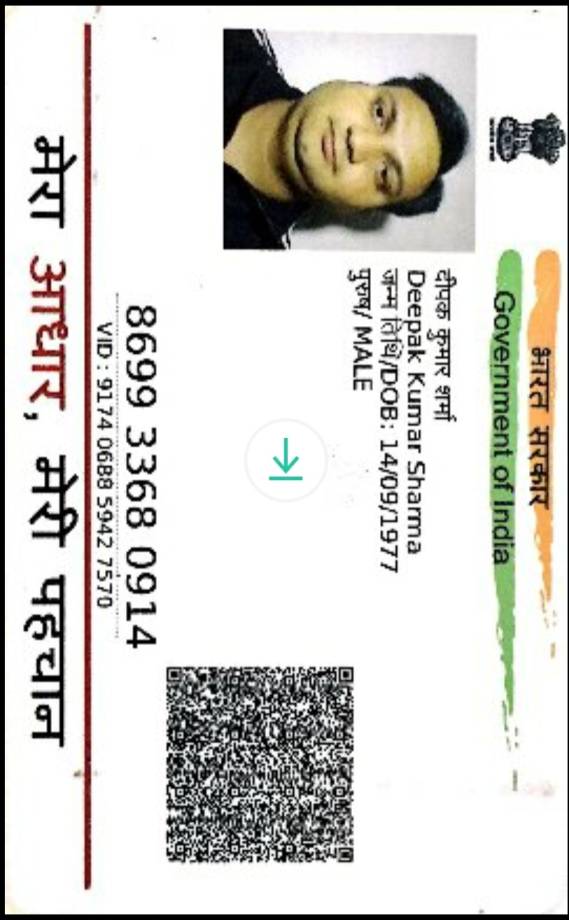 भारत सरकार
Government of India
दीपक कुमार शर्मा
Deepak Kumar Sharma
जन्म तिथि/DOB: 14/09/1977
पुरुष/ MALE
8699 3368 0914
VID : 9174 0688 5942 7570
मेरा आधार, मेरी पहचान